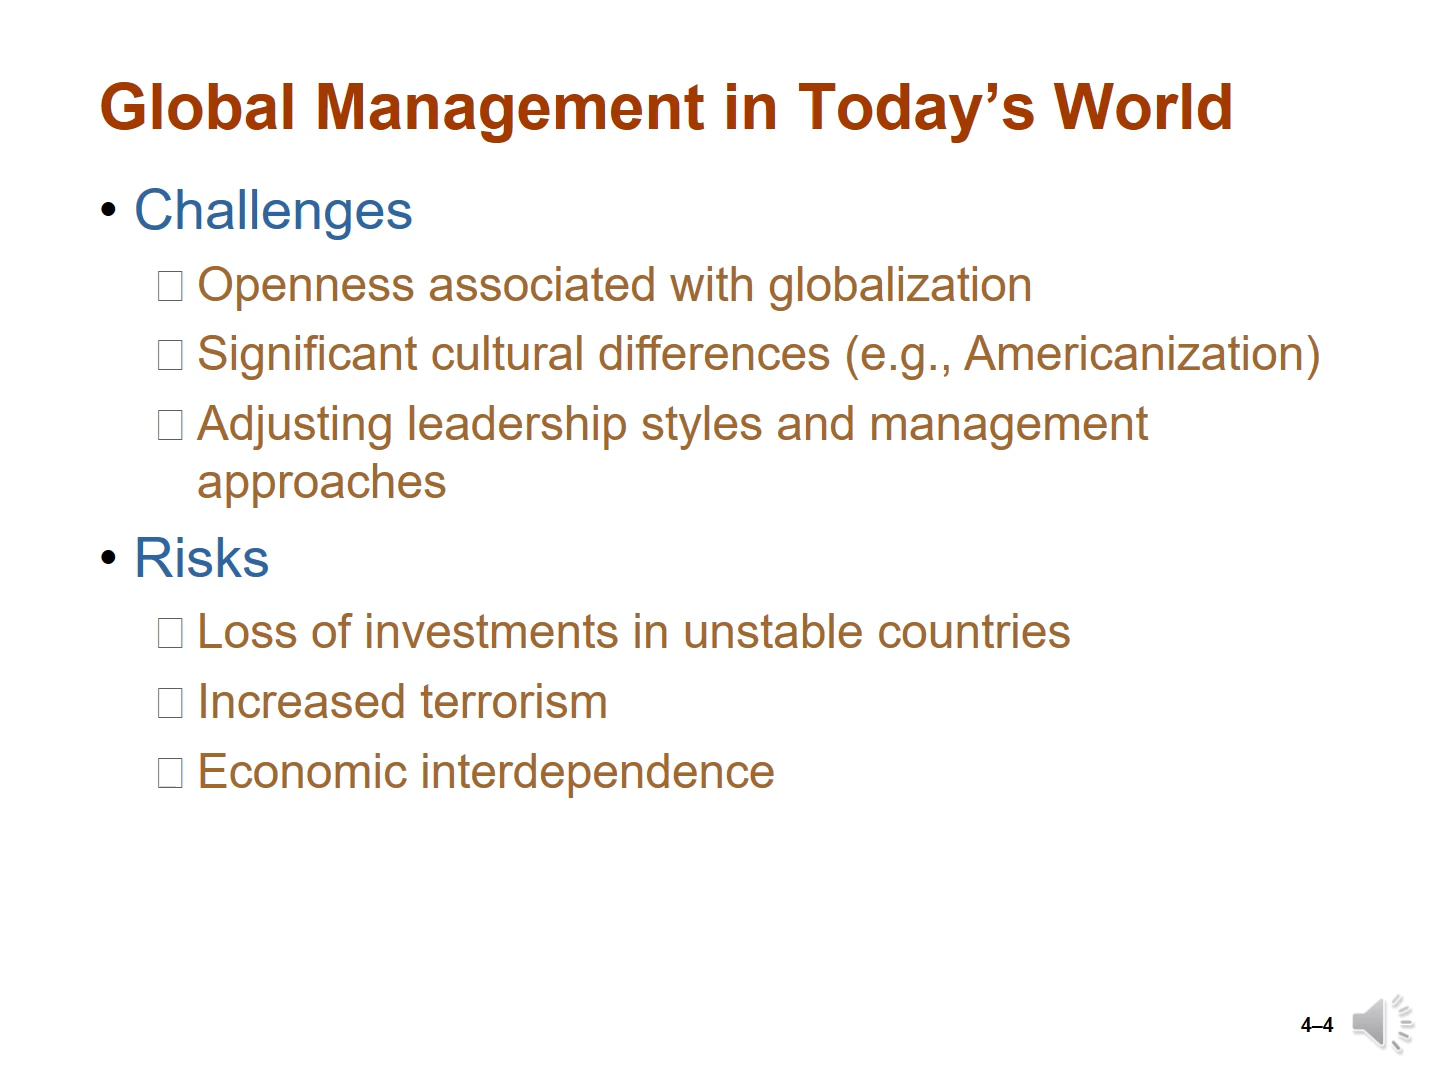 Global Management in Today’s World
• Challenges
□ Openness associated with globalization
□ Significant cultural differences (e.g., Americanization)
□ Adjusting leadership styles and management
approaches
• Risks
□ Loss of investments in unstable countries
□ Increased terrorism
□ Economic interdependence
4–4